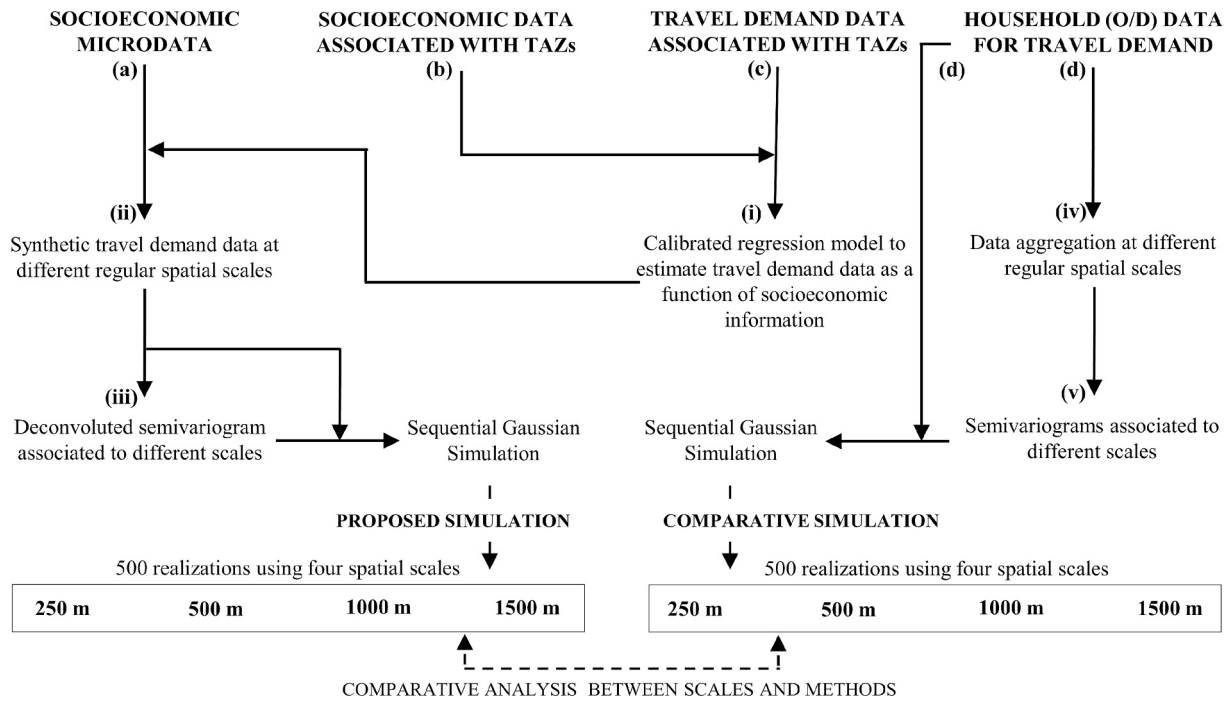 SOCIOECONOMIC
MICRODATA
(a)
SOCIOECONOMIC DATA
ASSOCIATED WITH TAZs
(b)
TRAVEL DEMAND DATA
ASSOCIATED WITH TAZs
(c)
HOUSEHOLD (O/D) DATA
FOR TRAVEL DEMAND
(d)
(d)
(ii)
Synthetic travel demand data at
different regular spatial scales
(i)
Calibrated regression model to
estimate travel demand data as a
function of socioeconomic
information
(iv)
Data aggregation at different
regular spatial scales
(iii)
Deconvoluted semivariogram
associated to different scales
Sequential Gaussian
Simulation
Sequential Gaussian
Simulation
(v)
Semivariograms associated to
different scales
PROPOSED SIMULATION
COMPARATIVE SIMULATION
500 realizations using four spatial scales
250 m 500 m 1000 m 1500 m
500 realizations using four spatial scales
250 m 500 m 1000 m 1500 m
COMPARATIVE ANALYSIS BETWEEN SCALES AND METHODS